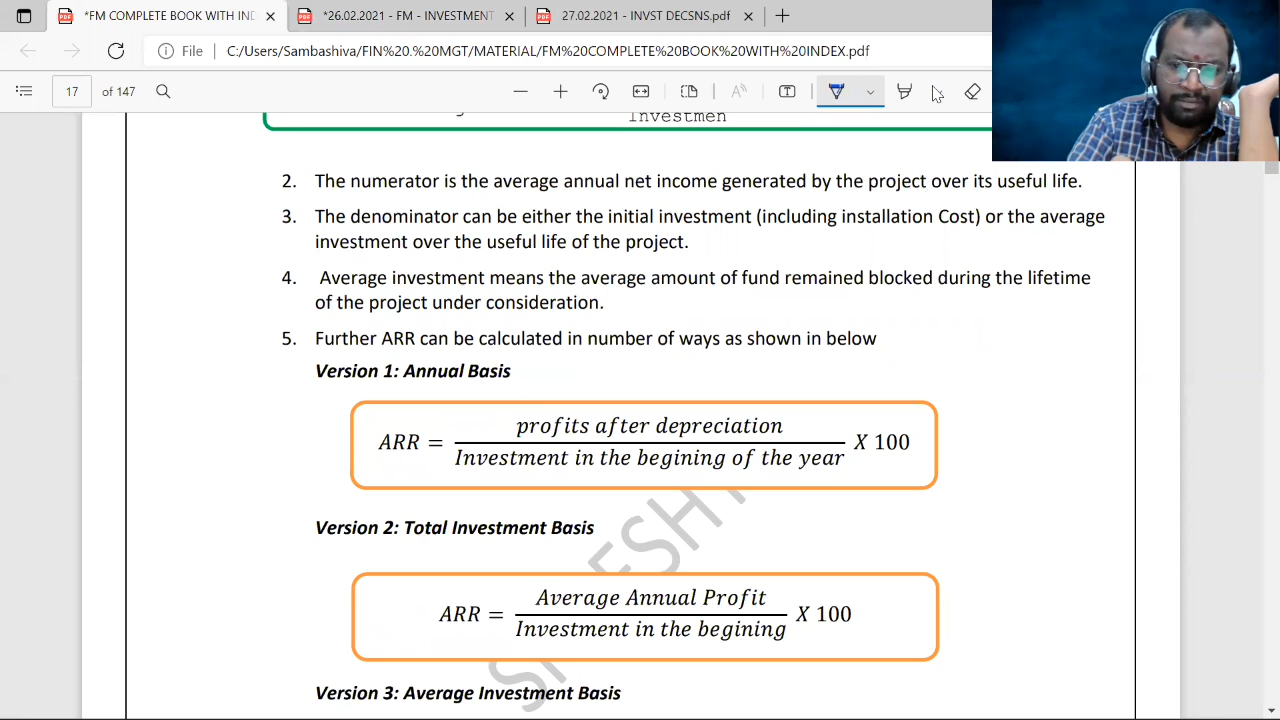 *FM COMPLETE BOOK WITH IND
*26.02.2021 - FM - INVESTMENT
27.02.2021 - INVST DECSNS.pdf
File
C:/Users/Sambashiva/FIN%20.%20MGT/MATERIAL/FM%20COMPLETE%20BOOK%20WITH%20INDEX.pdf
17 of 147
Investmen
2. The numerator is the average annual net income generated by the project over its useful life.
3. The denominator can be either the initial investment (including installation Cost) or the average
investment over the useful life of the project.
4. Average investment means the average amount of fund remained blocked during the lifetime
of the project under consideration.
5. Further ARR can be calculated in number of ways as shown in below
Version 1: Annual Basis
profits after depreciation
ARR = X 100
Investment in the begining of the year
Version 2: Total Investment Basis
Average Annual Profit
ARR = X 100
Investment in the begining
Version 3: Average Investment Basis